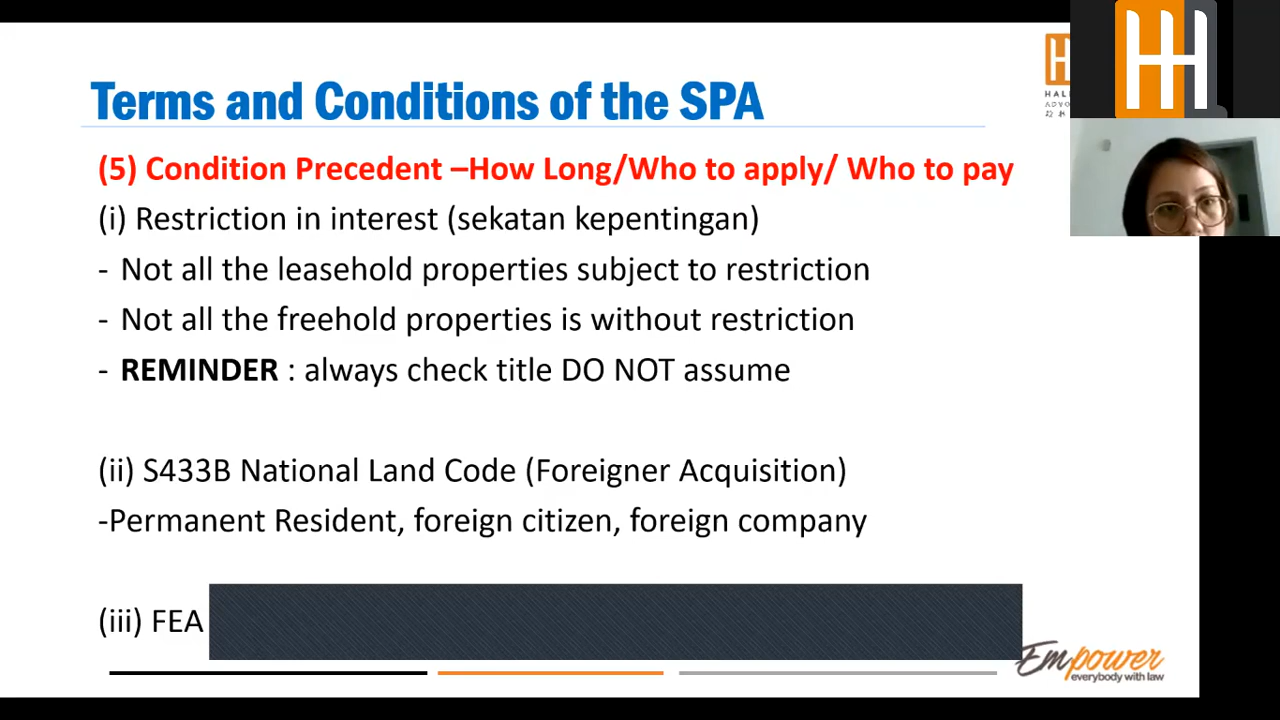 Terms and Conditions of the SPA
(5) Condition Precedent –How Long/Who to apply/ Who to pay
(i) Restriction in interest (sekatan kepentingan)
- Not all the leasehold properties subject to restriction
- Not all the freehold properties is without restriction
- REMINDER : always check title DO NOT assume
(ii) S433B National Land Code (Foreigner Acquisition)
-Permanent Resident, foreign citizen, foreign company
(iii) FEA
Empower
everybody with law